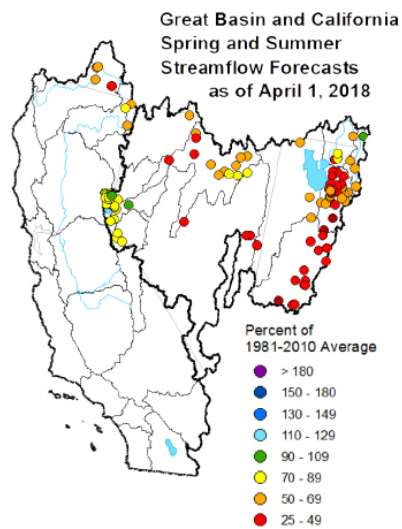 Great Basin and California
Spring and Summer
Streamflow Forecasts
as of April 1, 2018
Percent of
1981-2010 Average
> 180
150 - 180
130 - 149
110 - 129
90 - 109
70 - 89
50 - 69
25 - 49